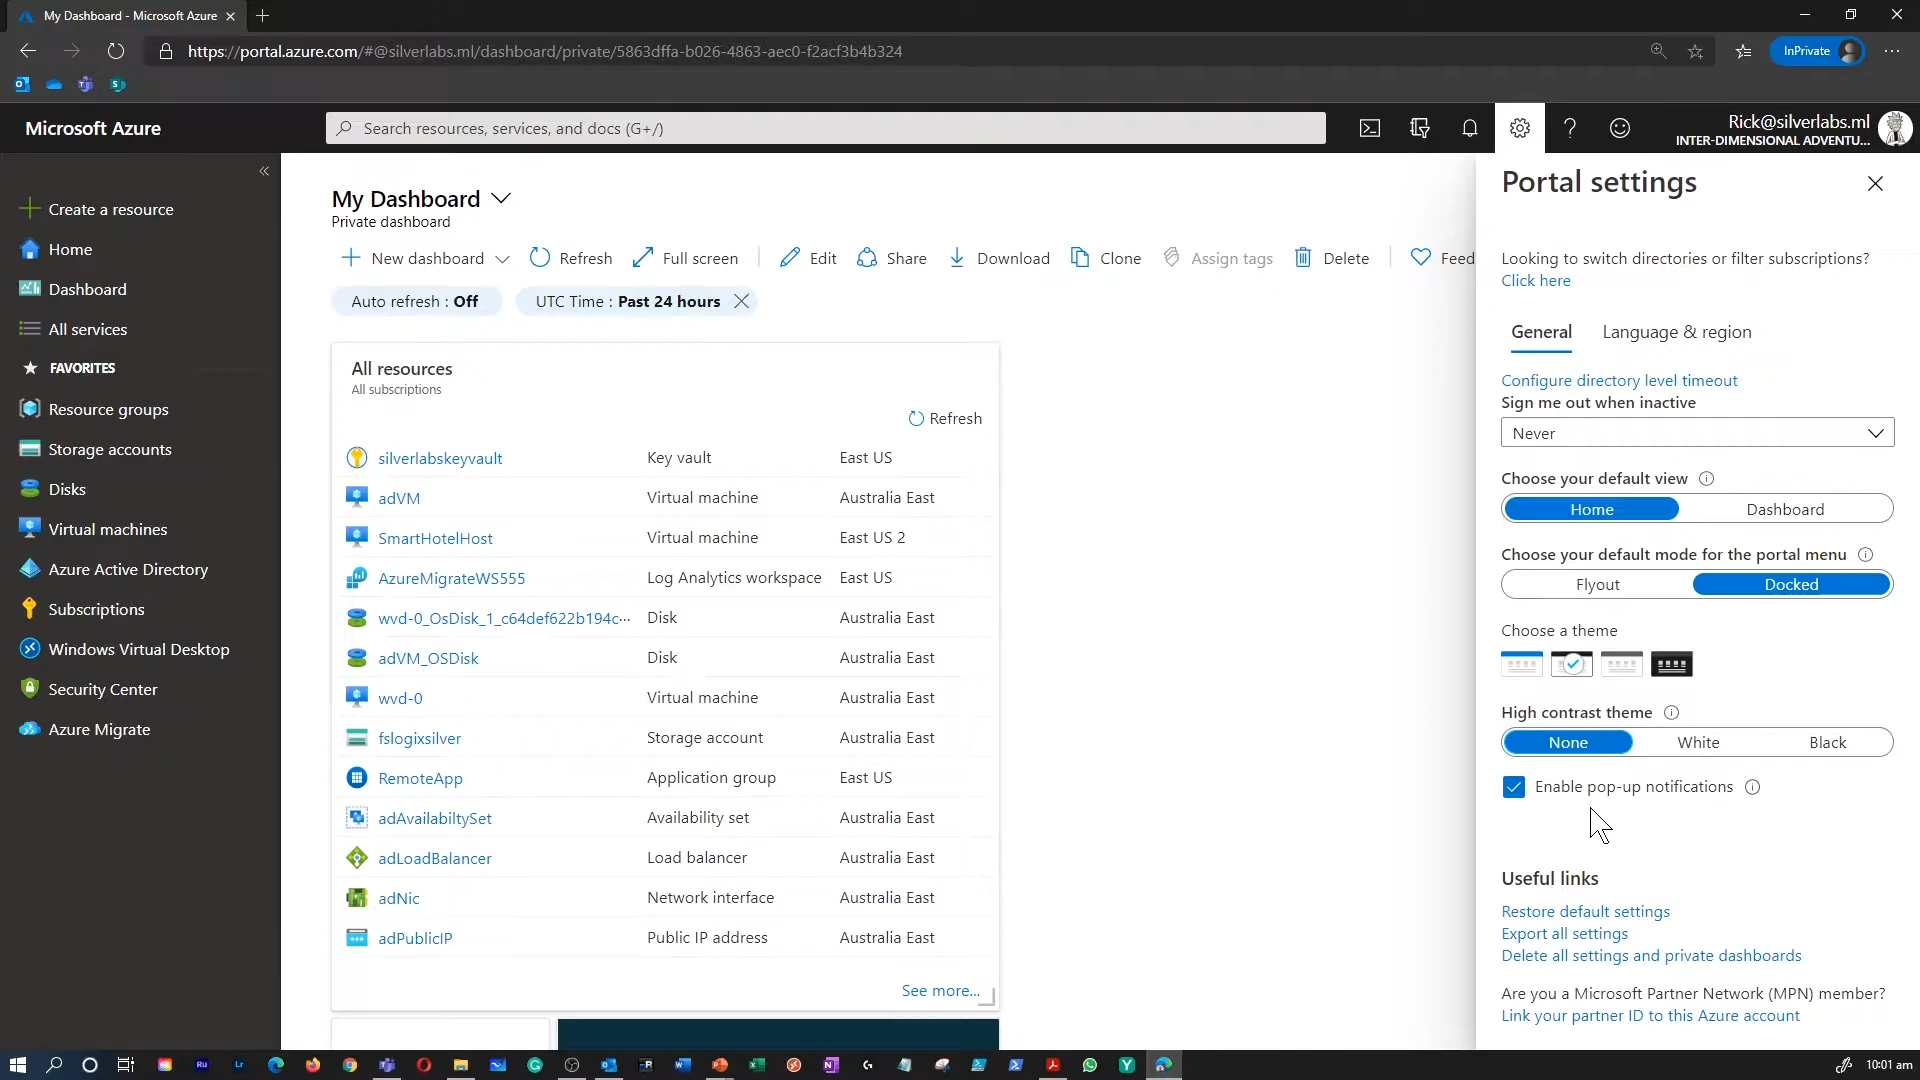 My Dashboard - Microsoft Azure
https://portal.azure.com/#@silverlabs.ml/dashboard/private/5863dffa-b026-4863-aec0-f2acf3b4b324
InPrivate
Microsoft Azure
Search resources, services, and docs (G+/)
Rick@silverlabs.ml
INTER-DIMENSIONAL ADVENTU...
Create a resource
Home
Dashboard
All services
FAVORITES
Resource groups
Storage accounts
Disks
Virtual machines
Azure Active Directory
Subscriptions
Windows Virtual Desktop
Security Center
Azure Migrate
My Dashboard
Private dashboard
New dashboard Refresh Full screen Edit Share Download Clone Assign tags Delete Feed
Auto refresh : Off UTC Time : Past 24 hours
All resources
All subscriptions
Refresh
silverlabskeyvault Key vault East US
adVM Virtual machine Australia East
SmartHotelHost Virtual machine East US 2
AzureMigrateWS555 Log Analytics workspace East US
wvd-0_OsDisk_1_c64def622b194c... Disk Australia East
adVM_OSDisk Disk Australia East
wvd-0 Virtual machine Australia East
fslogixsilver Storage account Australia East
RemoteApp Application group East US
adAvailabiltySet Availability set Australia East
adLoadBalancer Load balancer Australia East
adNic Network interface Australia East
adPublicIP Public IP address Australia East
See more...
Portal settings
Looking to switch directories or filter subscriptions?
Click here
General Language & region
Configure directory level timeout
Sign me out when inactive
Never
Choose your default view
Home Dashboard
Choose your default mode for the portal menu
Flyout Docked
Choose a theme
High contrast theme
None White Black
Enable pop-up notifications
Useful links
Restore default settings
Export all settings
Delete all settings and private dashboards
Are you a Microsoft Partner Network (MPN) member?
Link your partner ID to this Azure account
10:01 am